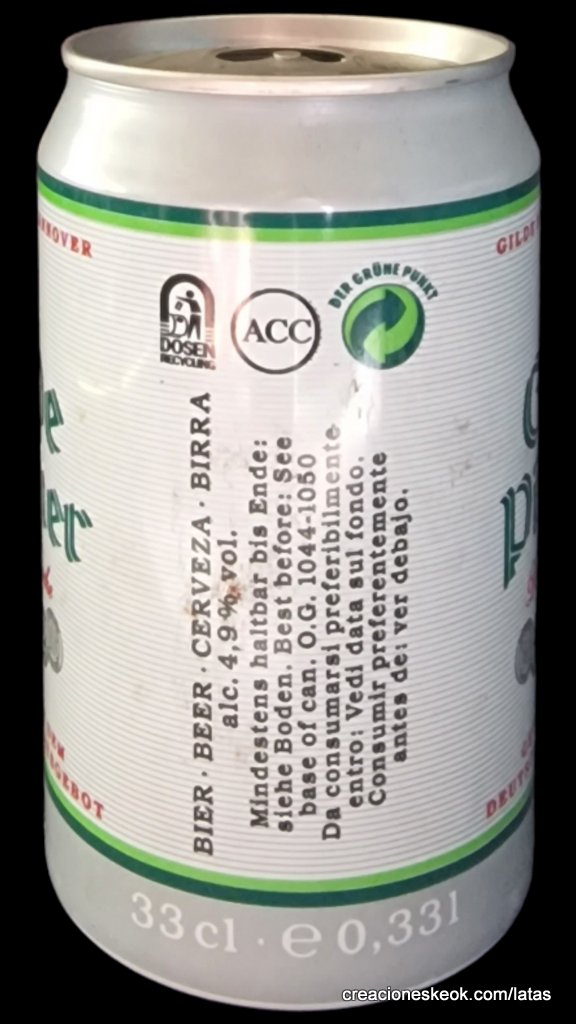 HANNOVER
GILDE
DOSEN
RECYCLING
ACC
DER GRÜNE PUNKT
BIER · BEER · CERVEZA · BIRRA
alc. 4,9% vol.
Mindestens haltbar bis Ende:
siehe Boden. Best before: See
base of can. O.G. 1044-1050
Da consumarsi preferibilmente
entro: Vedi data sul fondo.
Consumir preferentemente
antes de: ver debajo.
33 cl · e 0,33 l
creacioneskeok.com/latas